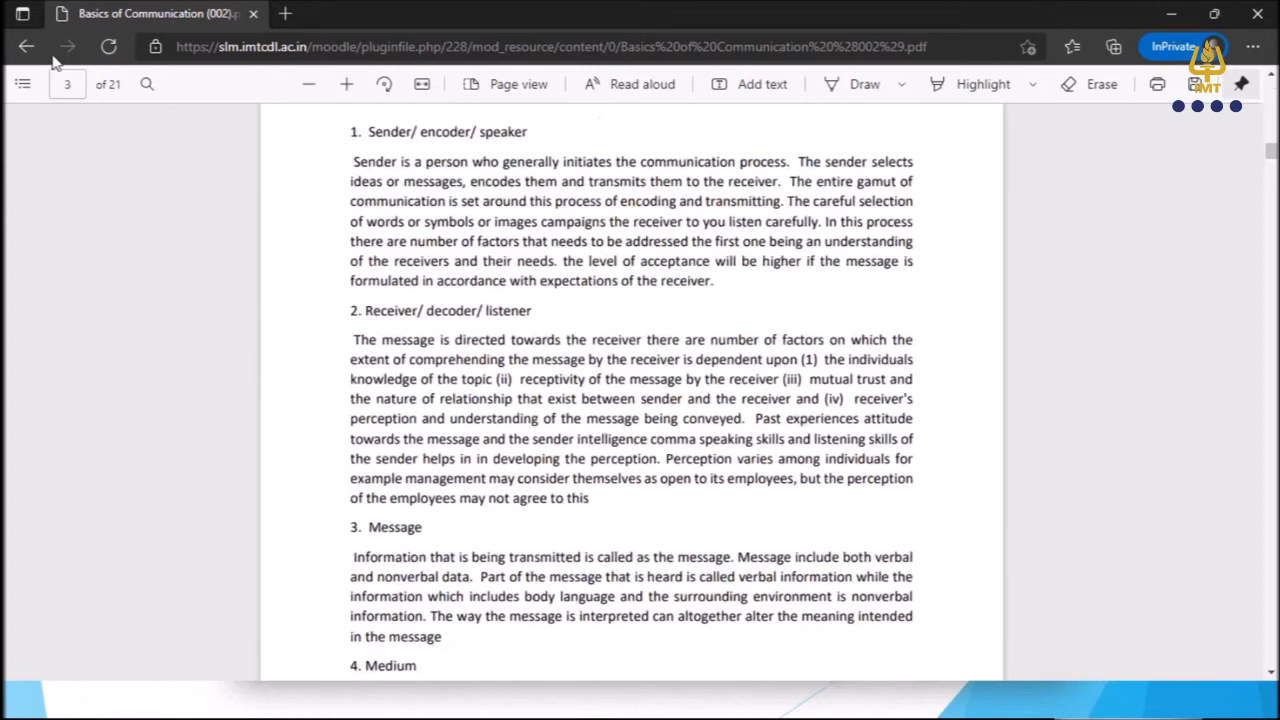 Basics of Communication (002).
https://slm.imtcdl.ac.in/moodle/pluginfile.php/228/mod_resource/content/0/Basics%20of%20Communication%20%28002%29.pdf
InPrivate
3 of 21
Page view
Read aloud
Add text
Draw
Highlight
Erase
IMT
1. Sender/ encoder/ speaker
Sender is a person who generally initiates the communication process. The sender selects
ideas or messages, encodes them and transmits them to the receiver. The entire gamut of
communication is set around this process of encoding and transmitting. The careful selection
of words or symbols or images campaigns the receiver to you listen carefully. In this process
there are number of factors that needs to be addressed the first one being an understanding
of the receivers and their needs. the level of acceptance will be higher if the message is
formulated in accordance with expectations of the receiver.
2. Receiver/ decoder/ listener
The message is directed towards the receiver there are number of factors on which the
extent of comprehending the message by the receiver is dependent upon (1) the individuals
knowledge of the topic (ii) receptivity of the message by the receiver (iii) mutual trust and
the nature of relationship that exist between sender and the receiver and (iv) receiver's
perception and understanding of the message being conveyed. Past experiences attitude
towards the message and the sender intelligence comma speaking skills and listening skills of
the sender helps in in developing the perception. Perception varies among individuals for
example management may consider themselves as open to its employees, but the perception
of the employees may not agree to this
3. Message
Information that is being transmitted is called as the message. Message include both verbal
and nonverbal data. Part of the message that is heard is called verbal information while the
information which includes body language and the surrounding environment is nonverbal
information. The way the message is interpreted can altogether alter the meaning intended
in the message
4. Medium